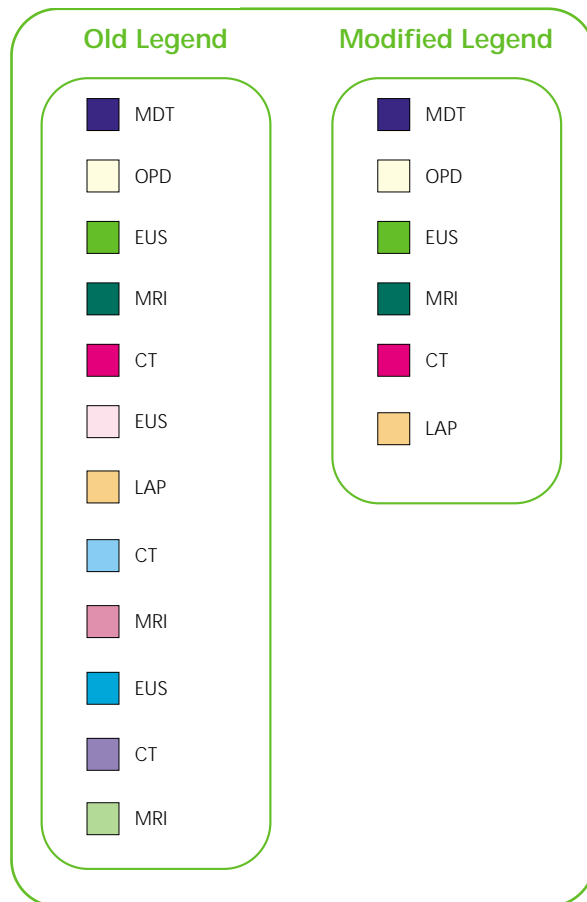 Old Legend
MDT
OPD
EUS
MRI
CT
EUS
LAP
CT
MRI
EUS
CT
MRI
Modified Legend
MDT
OPD
EUS
MRI
CT
LAP